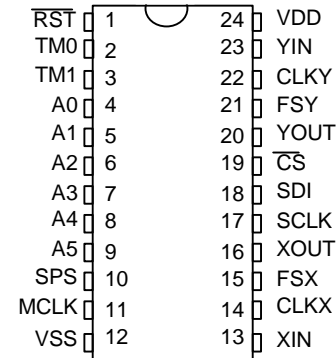 RST 1 24 VDD
TM0 2 23 YIN
TM1 3 22 CLKY
A0 4 21 FSY
A1 5 20 YOUT
A2 6 19 CS
A3 7 18 SDI
A4 8 17 SCLK
A5 9 16 XOUT
SPS 10 15 FSX
MCLK 11 14 CLKX
VSS 12 13 XIN